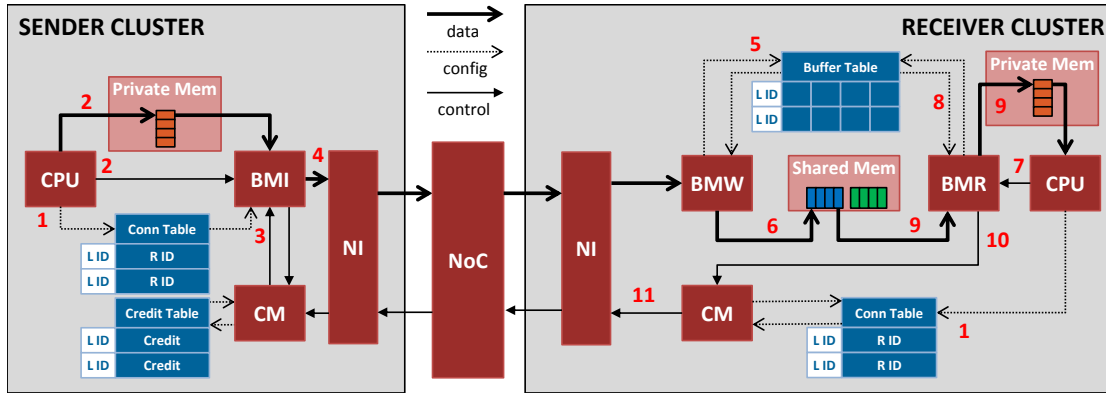 SENDER CLUSTER
data
config
control
RECEIVER CLUSTER
2
Private Mem
CPU
2
BMI
4
1
3
Conn Table
L ID
R ID
L ID
R ID
Credit Table
L ID
Credit
L ID
Credit
CM
NI
NoC
NI
5
Buffer Table
L ID
L ID
8
Private Mem
9
BMW
Shared Mem
BMR
7
CPU
6
9
10
11
CM
Conn Table
1
L ID
R ID
L ID
R ID